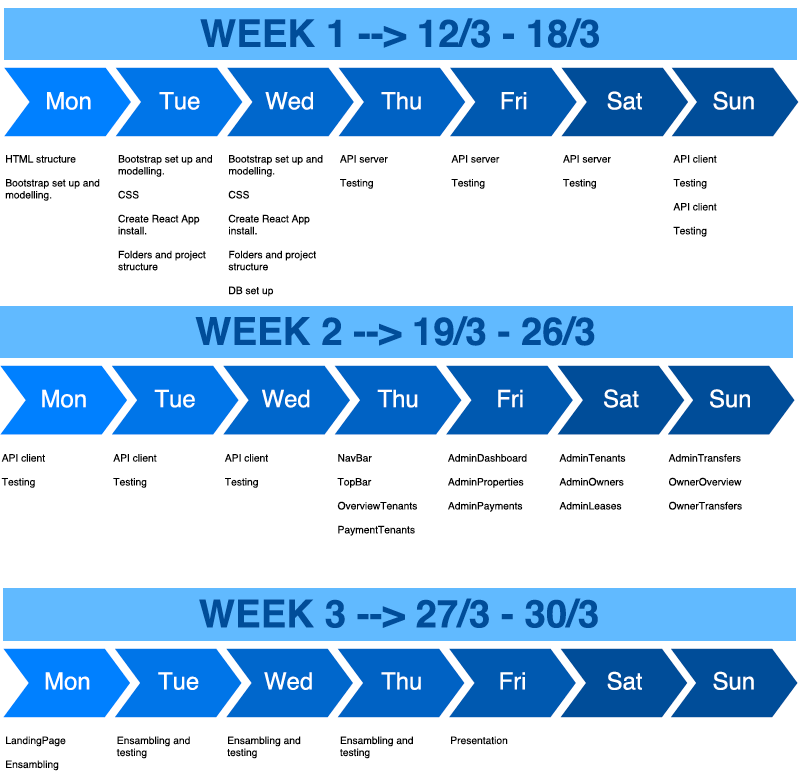 WEEK 1 --> 12/3 - 18/3
Mon
Tue
Wed
Thu
Fri
Sat
Sun
HTML structure
Bootstrap set up and
modelling.
Bootstrap set up and
modelling.
CSS
Create React App
install.
Folders and project
structure
Bootstrap set up and
modelling.
CSS
Create React App
install.
Folders and project
structure
DB set up
API server
Testing
API server
Testing
API server
Testing
API client
Testing
API client
Testing
WEEK 2 --> 19/3 - 26/3
Mon
Tue
Wed
Thu
Fri
Sat
Sun
API client
Testing
API client
Testing
API client
Testing
NavBar
TopBar
OverviewTenants
PaymentTenants
AdminDashboard
AdminProperties
AdminPayments
AdminTenants
AdminOwners
AdminLeases
AdminTransfers
OwnerOverview
OwnerTransfers
WEEK 3 --> 27/3 - 30/3
Mon
Tue
Wed
Thu
Fri
Sat
Sun
LandingPage
Ensambling
Ensambling and
testing
Ensambling and
testing
Ensambling and
testing
Presentation